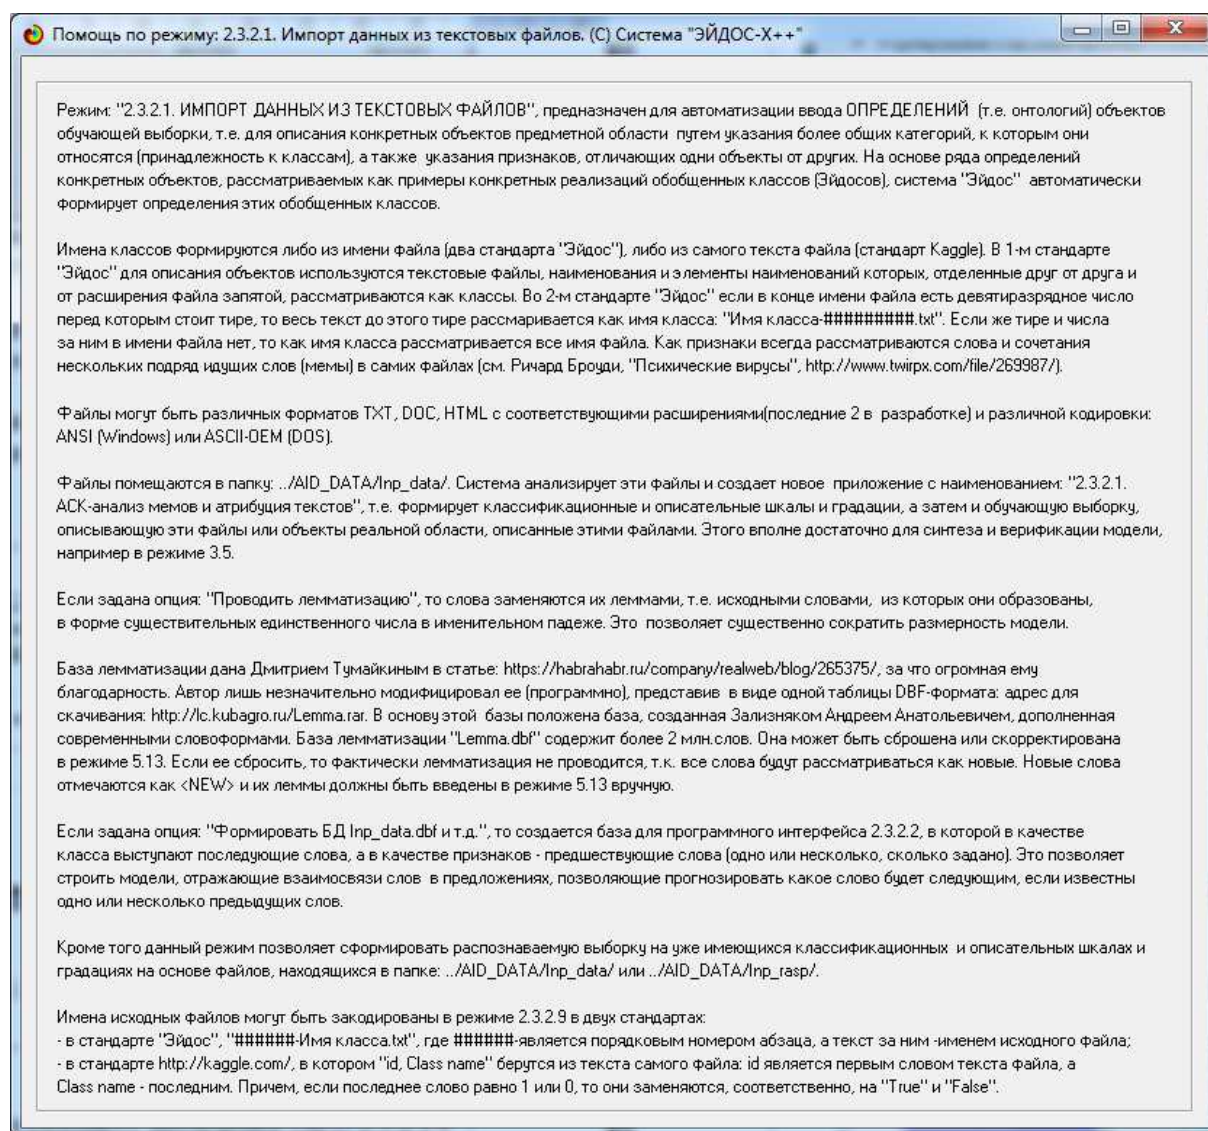 Помощь по режиму: 2.3.2.1. Импорт данных из текстовых файлов. (C) Система "ЭЙДОС-X++"
Режим: "2.3.2.1. ИМПОРТ ДАННЫХ ИЗ ТЕКСТОВЫХ ФАЙЛОВ", предназначен для автоматизации ввода ОПРЕДЕЛЕНИЙ (т.е. онтологий) объектов
обучающей выборки, т.е. для описания конкретных объектов предметной области путем указания более общих категорий, к которым они
относятся (принадлежность к классам), а также указания признаков, отличающих одни объекты от других. На основе ряда определений
конкретных объектов, рассматриваемых как примеры конкретных реализаций обобщенных классов (Эйдосов), система "Эйдос" автоматически
формирует определения этих обобщенных классов.
Имена классов формируются либо из имени файла (два стандарта "Эйдос"), либо из самого текста файла (стандарт Kaggle). В 1-м стандарте
"Эйдос" для описания объектов используются текстовые файлы, наименования и элементы наименований которых, отделенные друг от друга и
от расширения файла запятой, рассматриваются как классы. Во 2-м стандарте "Эйдос" если в конце имени файла есть девятиразрядное число
перед которым стоит тире, то весь текст до этого тире рассмаривается как имя класса: "Имя класса-#########.txt". Если же тире и числа
за ним в имени файла нет, то как имя класса рассматривается все имя файла. Как признаки всегда рассматриваются слова и сочетания
нескольких подряд идущих слов (мемы) в самих файлах (см. Ричард Броуди, "Психические вирусы", http://www.twirpx.com/file/269987/).
Файлы могут быть различных форматов TXT, DOC, HTML с соответствующими расширениями(последние 2 в разработке) и различной кодировки:
ANSI (Windows) или ASCII-OEM (DOS).
Файлы помещаются в папку: ../AID_DATA/Inp_data/. Система анализирует эти файлы и создает новое приложение с наименованием: "2.3.2.1.
АСК-анализ мемов и атрибуция текстов", т.е. формирует классификационные и описательные шкалы и градации, а затем и обучающую выборку,
описывающую эти файлы или объекты реальной области, описанные этими файлами. Этого вполне достаточно для синтеза и верификации модели,
например в режиме 3.5.
Если задана опция: "Проводить лемматизацию", то слова заменяются их леммами, т.е. исходными словами, из которых они образованы,
в форме существительных единственного числа в именительном падеже. Это позволяет существенно сократить размерность модели.
База лемматизации дана Дмитрием Тумайкиным в статье: https://habrahabr.ru/company/realweb/blog/265375/, за что огромная ему
благодарность. Автор лишь незначительно модифицировал ее (программно), представив в виде одной таблицы DBF-формата: адрес для
скачивания: http://lc.kubagro.ru/Lemma.rar. В основу этой базы положена база, созданная Зализняком Андреем Анатольевичем, дополненная
современными словоформами. База лемматизации "Lemma.dbf" содержит более 2 млн.слов. Она может быть сброшена или скорректирована
в режиме 5.13. Если ее сбросить, то фактически лемматизация не проводится, т.к. все слова будут рассматриваться как новые. Новые слова
отмечаются как <NEW> и их леммы должны быть введены в режиме 5.13 вручную.
Если задана опция: "Формировать БД Inp_data.dbf и т.д.", то создается база для программного интерфейса 2.3.2.2, в которой в качестве
класса выступают последующие слова, а в качестве признаков - предшествующие слова (одно или несколько, сколько задано). Это позволяет
строить модели, отражающие взаимосвязи слов в предложениях, позволяющие прогнозировать какое слово будет следующим, если известны
одно или несколько предыдущих слов.
Кроме того данный режим позволяет сформировать распознаваемую выборку на уже имеющихся классификационных и описательных шкалах и
градациях на основе файлов, находящихся в папке: ../AID_DATA/Inp_data/ или ../AID_DATA/Inp_rasp/.
Имена исходных файлов могут быть закодированы в режиме 2.3.2.9 в двух стандартах:
- в стандарте "Эйдос", "######-Имя класса.txt", где ######-является порядковым номером абзаца, а текст за ним -именем исходного файла;
- в стандарте http://kaggle.com/, в котором "id, Class name" берутся из текста самого файла: id является первым словом текста файла, а
Class name - последним. Причем, если последнее слово равно 1 или 0, то они заменяются, соответственно, на "True" и "False".